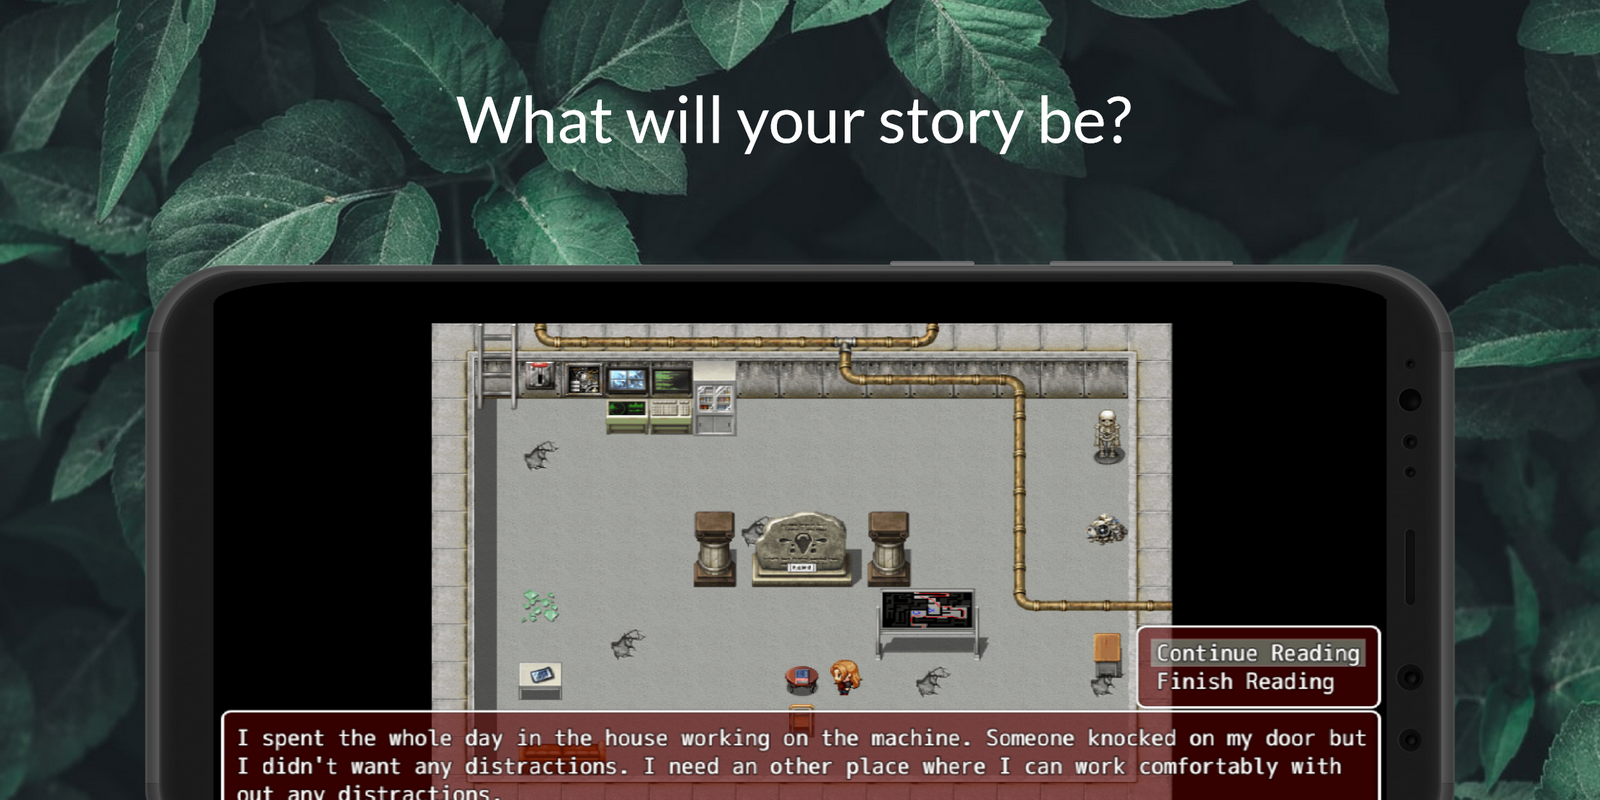 What will your story be?
Continue Reading
Finish Reading
I spent the whole day in the house working on the machine. Someone knocked on my door but
I didn't want any distractions. I need an other place where I can work comfortably with
out any distractions.